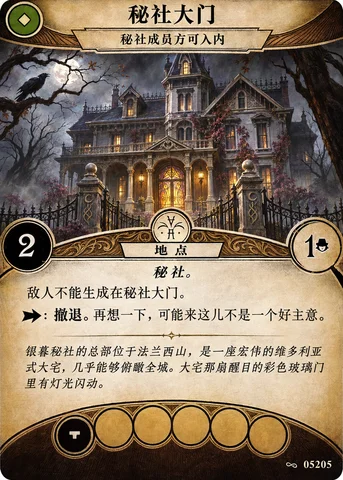 秘社大门
秘社成员方可入内
2
地点
1
秘社。
敌人不能生成在秘社大门。
：撤退。再想一下，可能来这儿不是一个好主意。
银暮秘社的总部位于法兰西山，是一座宏伟的维多利亚
式大宅，几乎能够俯瞰全城。大宅那扇醒目的彩色玻璃门
里有灯光闪动。
05205